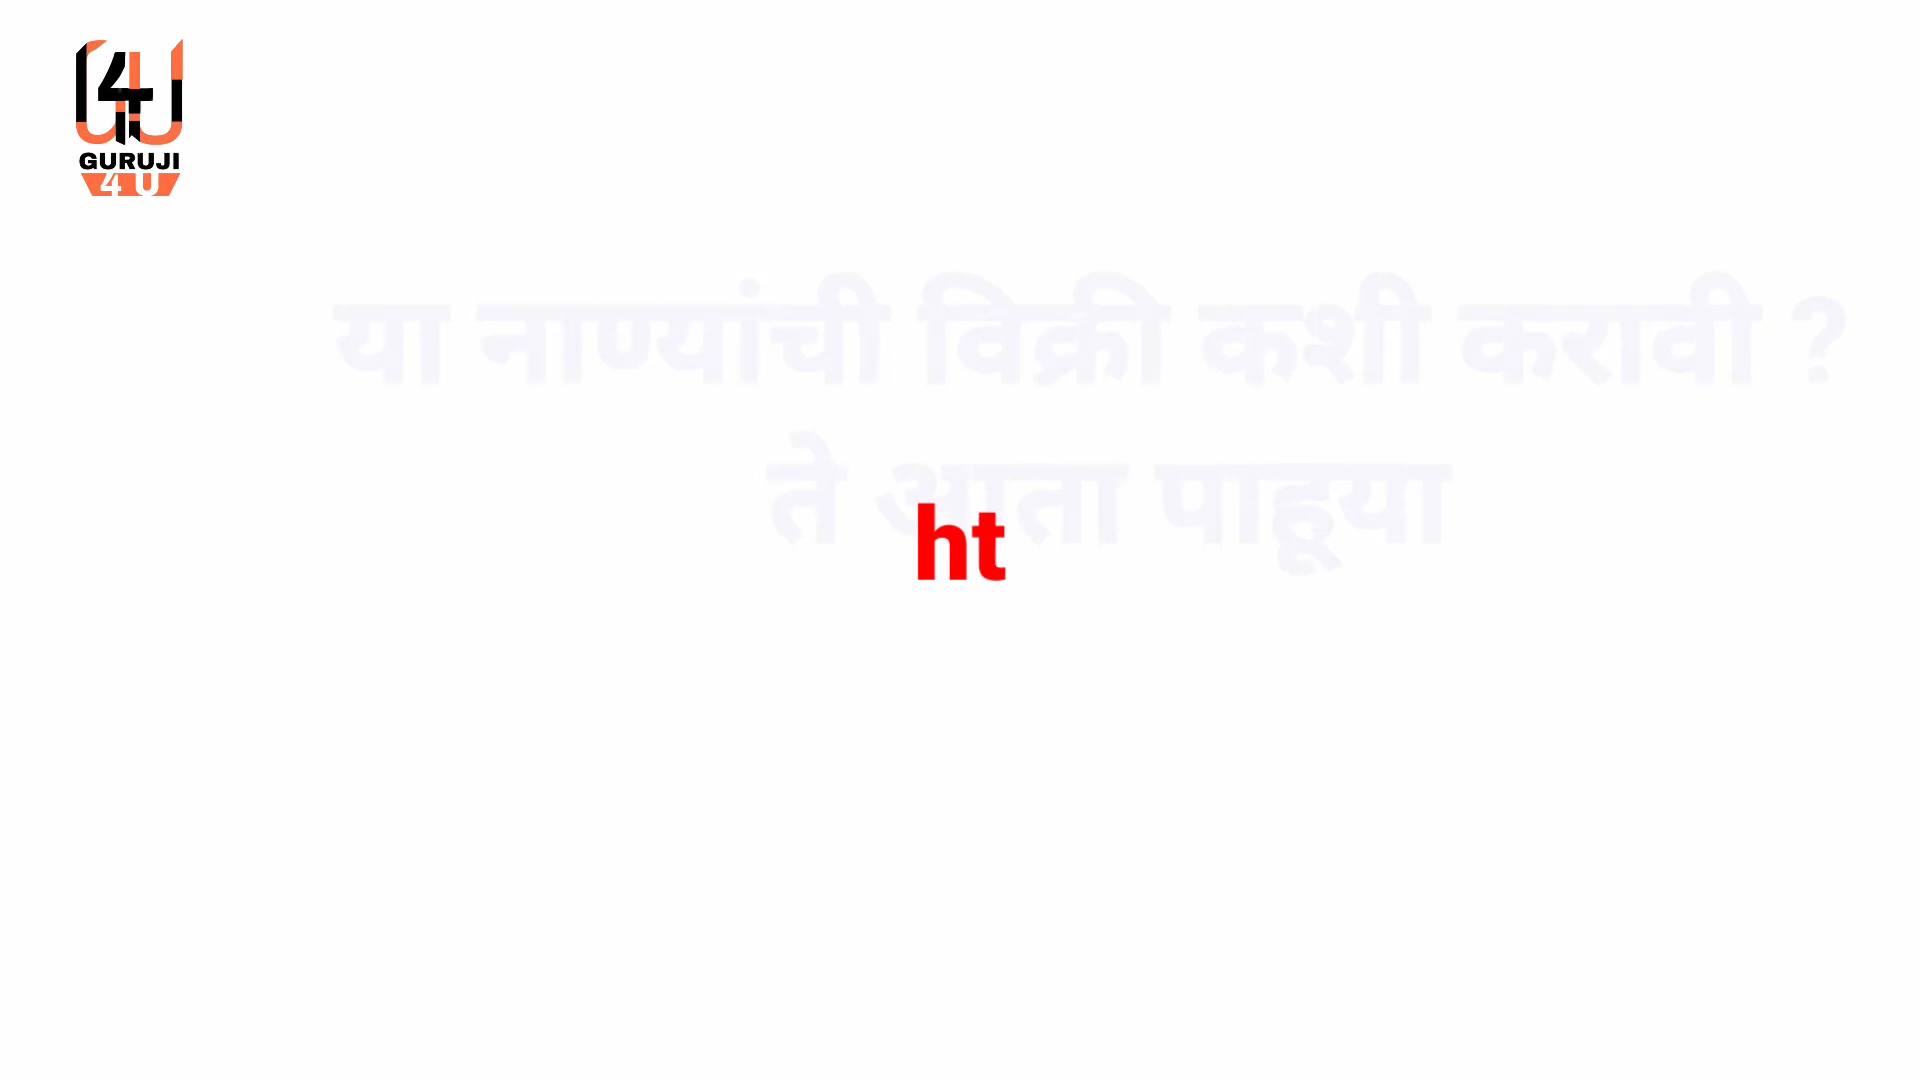 GURUJI
4 U
या नाण्यांची विक्री कशी करावी ?
ते आता पाहूया
ht